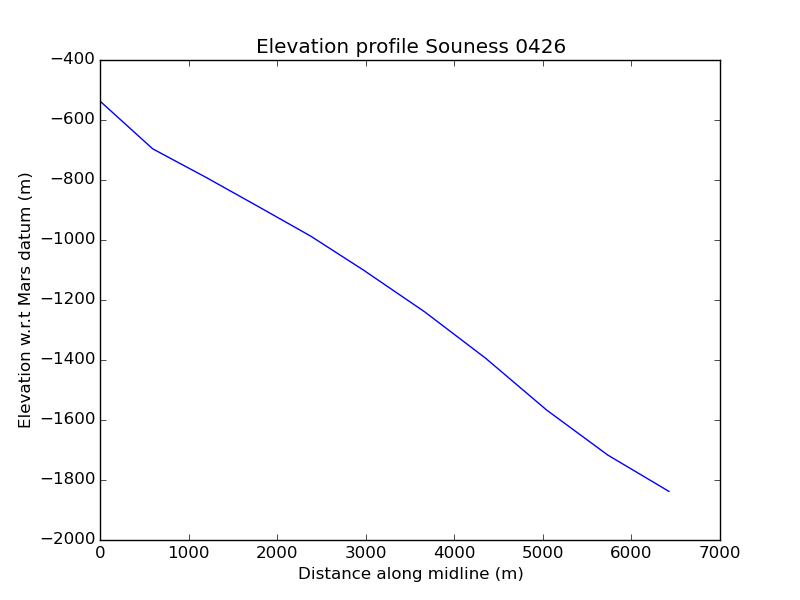 Elevation profile Souness 0426
Elevation w.r.t Mars datum (m)
−400
−600
−800
−1000
−1200
−1400
−1600
−1800
−2000
0 1000 2000 3000 4000 5000 6000 7000
Distance along midline (m)